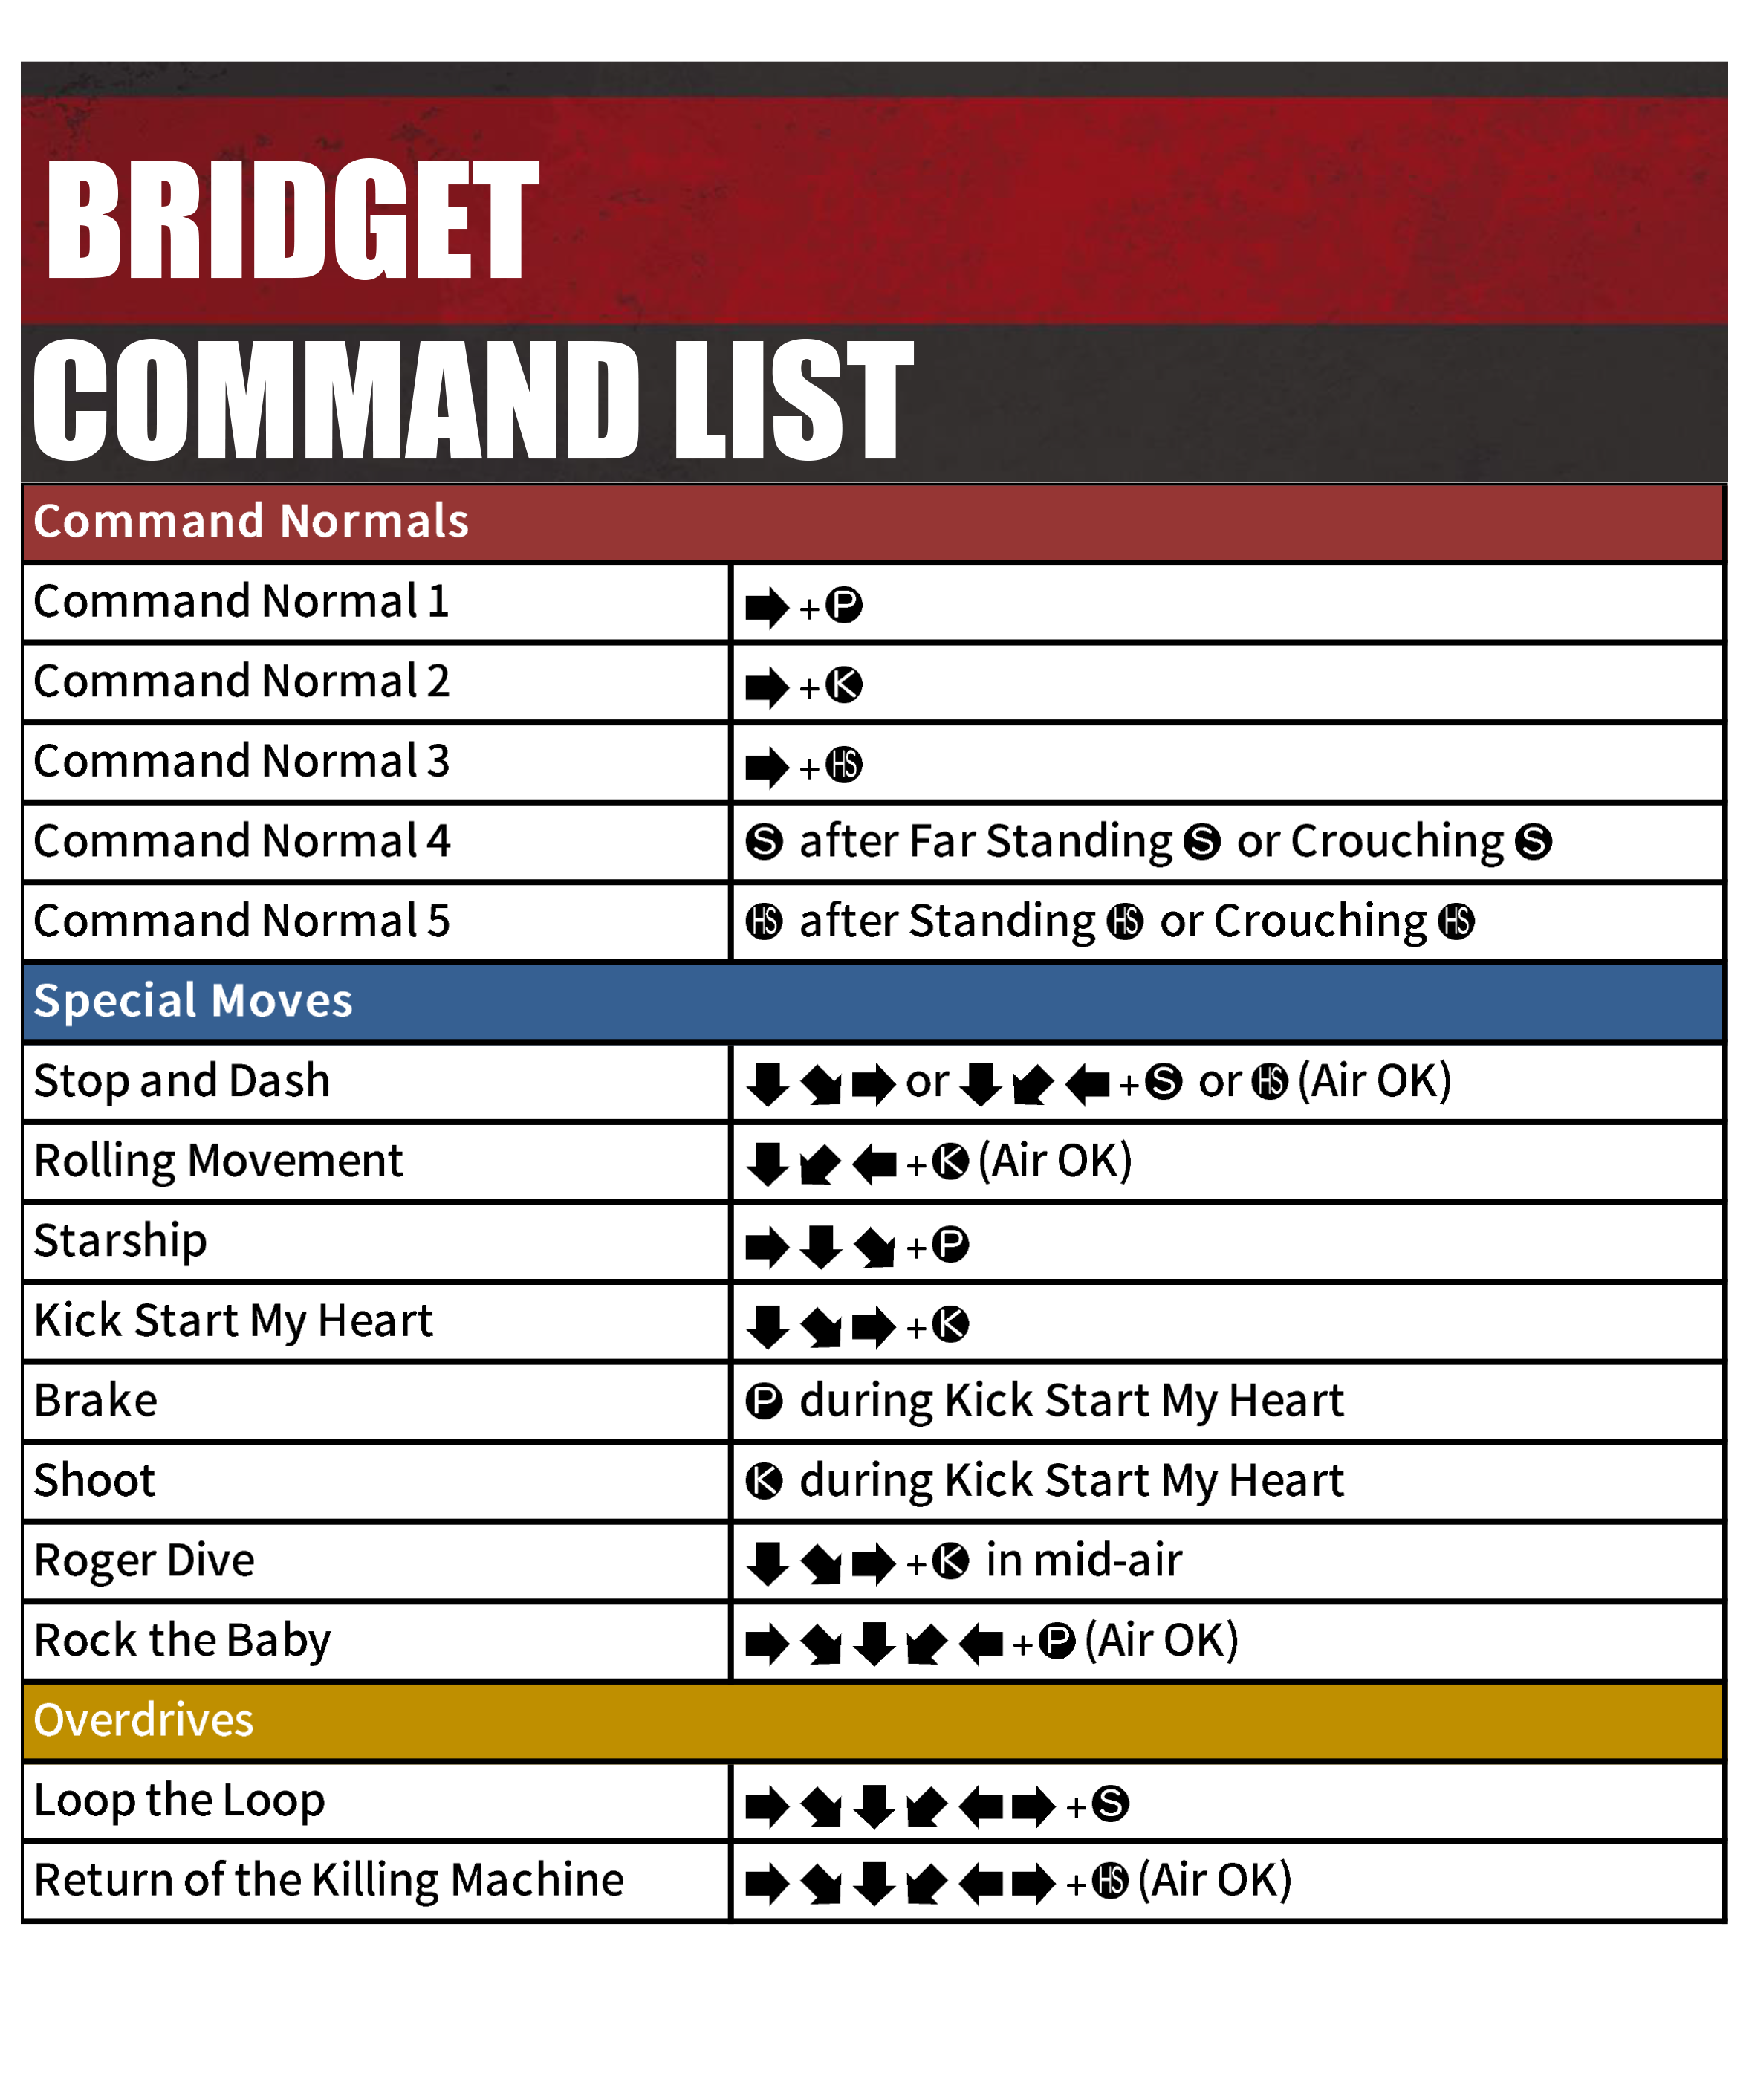 BRIDGET
COMMAND LIST
Command Normals
Command Normal 1 ➡ + P
Command Normal 2 ➡ + K
Command Normal 3 ➡ + HS
Command Normal 4 S after Far Standing S or Crouching S
Command Normal 5 HS after Standing HS or Crouching HS
Special Moves
Stop and Dash ⬇ ⬊ ➡ or ⬇ ⬋ ⬅ + S or HS (Air OK)
Rolling Movement ⬇ ⬋ ⬅ + K (Air OK)
Starship ➡ ⬇ ⬊ + P
Kick Start My Heart ⬇ ⬊ ➡ + K
Brake P during Kick Start My Heart
Shoot K during Kick Start My Heart
Roger Dive ⬇ ⬊ ➡ + K in mid-air
Rock the Baby ➡ ⬊ ⬇ ⬋ ⬅ + P (Air OK)
Overdrives
Loop the Loop ➡ ⬊ ⬇ ⬋ ⬅ ➡ + S
Return of the Killing Machine ➡ ⬊ ⬇ ⬋ ⬅ ➡ + HS (Air OK)